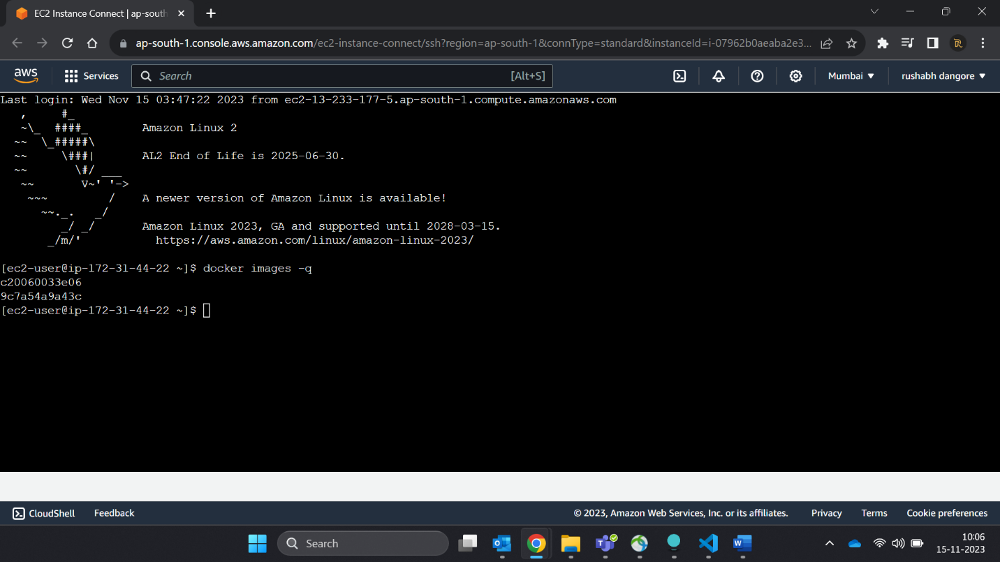 EC2 Instance Connect | ap-south
ap-south-1.console.aws.amazon.com/ec2-instance-connect/ssh?region=ap-south-1&connType=standard&instanceId=i-07962b0aeaba2e3...
R
aws
Services
Search
[Alt+S]
Mumbai ▼
rushabh dangore ▼
Last login: Wed Nov 15 03:47:22 2023 from ec2-13-233-177-5.ap-south-1.compute.amazonaws.com
   ,     #_
   ~\_  ####_        Amazon Linux 2
  ~~  \_#####\
  ~~     \###|       AL2 End of Life is 2025-06-30.
  ~~       \#/ ___
   ~~       V~' '->
    ~~~         /    A newer version of Amazon Linux is available!
      ~~._.   _/
         _/ _/       Amazon Linux 2023, GA and supported until 2028-03-15.
       _/m/'           https://aws.amazon.com/linux/amazon-linux-2023/
[ec2-user@ip-172-31-44-22 ~]$ docker images -q
c20060033e06
9c7a54a9a43c
[ec2-user@ip-172-31-44-22 ~]$
CloudShell
Feedback
© 2023, Amazon Web Services, Inc. or its affiliates.
Privacy
Terms
Cookie preferences
Search
10:06
15-11-2023